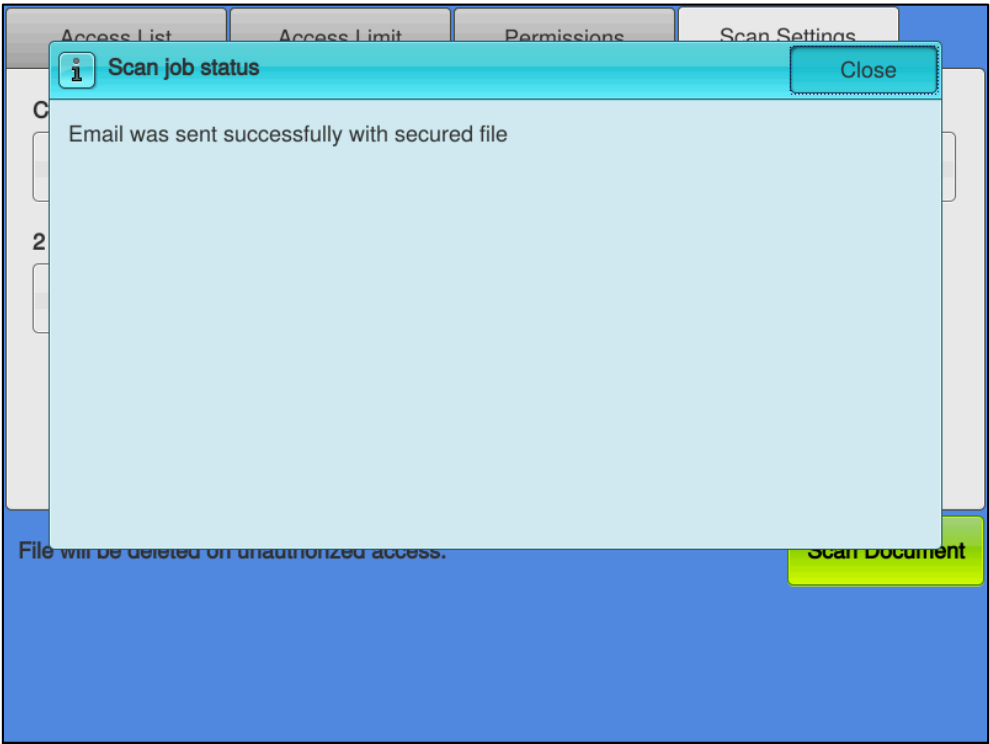 Access List Access Limit Permissions Scan Settings
Scan job status
Close
C
Email was sent successfully with secured file
2
File will be deleted on unauthorized access.
Scan Document